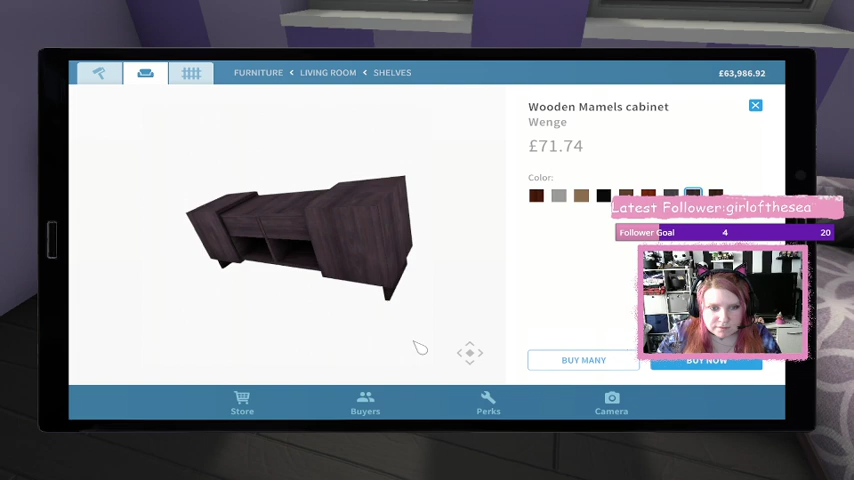 FURNITURE < LIVING ROOM < SHELVES
£63,986.92
Wooden Mamels cabinet
Wenge
£71.74
Color:
Latest Follower:girlofthesea
Follower Goal 4 20
BUY MANY
BUY NOW
Store
Buyers
Perks
Camera